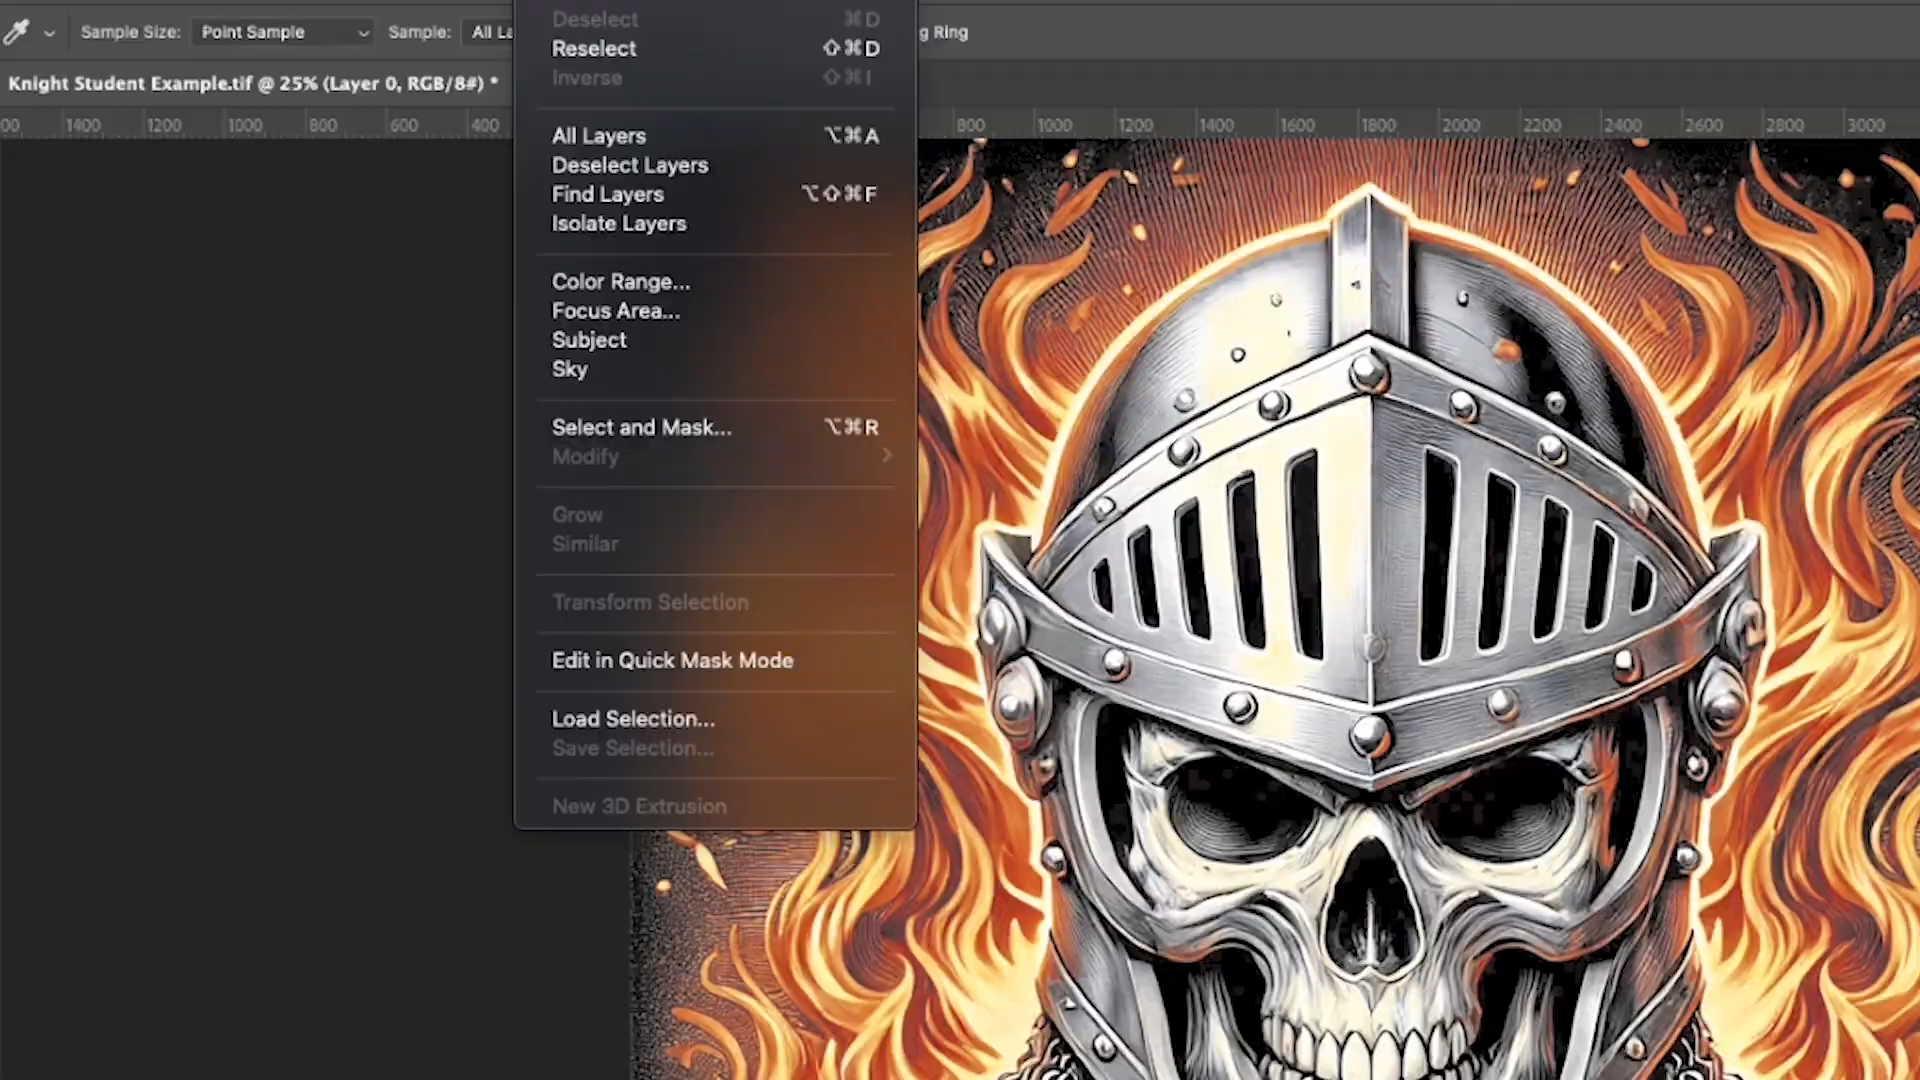 Sample Size: Point Sample Sample: All La g Ring
Knight Student Example.tif @ 25% (Layer 0, RGB/8#) *
00 1400 1200 1000 800 600 400 800 1000 1200 1400 1600 1800 2000 2200 2400 2600 2800 3000
Deselect ⌘D
Reselect ⇧⌘D
Inverse ⇧⌘I
All Layers ⌥⌘A
Deselect Layers
Find Layers ⌥⇧⌘F
Isolate Layers
Color Range...
Focus Area...
Subject
Sky
Select and Mask... ⌥⌘R
Modify
Grow
Similar
Transform Selection
Edit in Quick Mask Mode
Load Selection...
Save Selection...
New 3D Extrusion